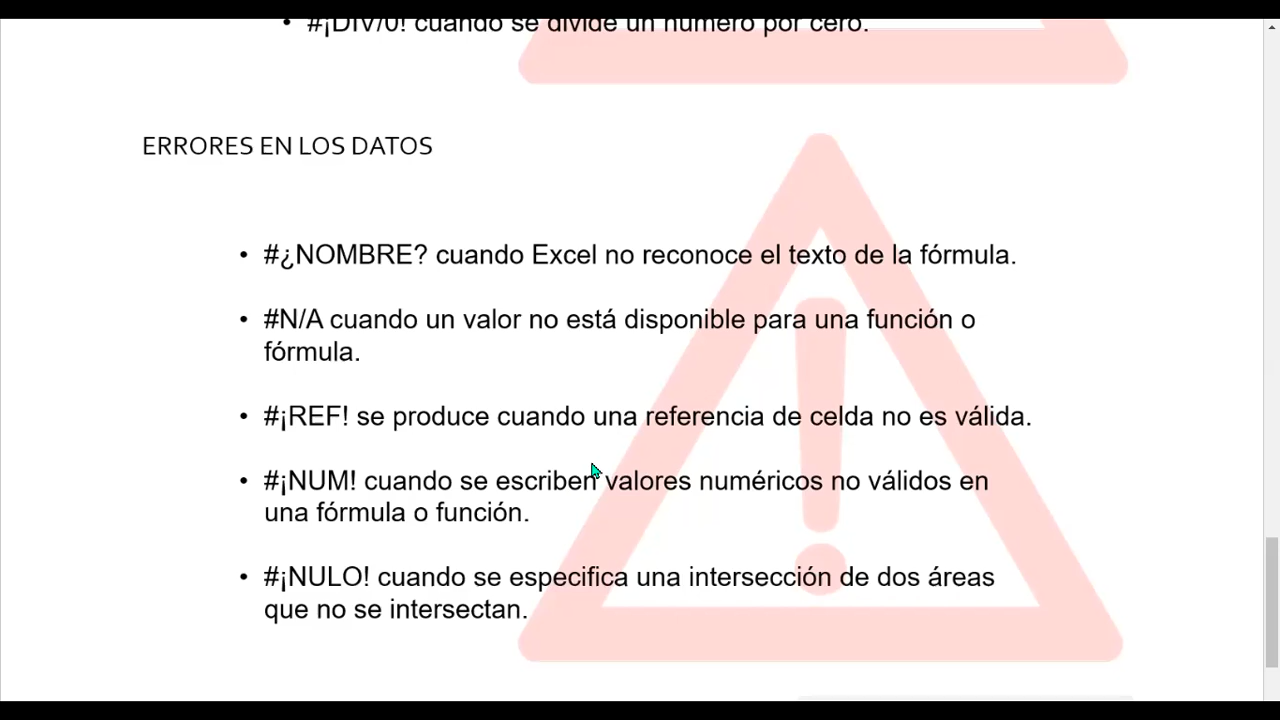 • #¡DIV/0! cuando se divide un número por cero.
ERRORES EN LOS DATOS
• #¿NOMBRE? cuando Excel no reconoce el texto de la fórmula.
• #N/A cuando un valor no está disponible para una función o
fórmula.
• #¡REF! se produce cuando una referencia de celda no es válida.
• #¡NUM! cuando se escriben valores numéricos no válidos en
una fórmula o función.
• #¡NULO! cuando se especifica una intersección de dos áreas
que no se intersectan.